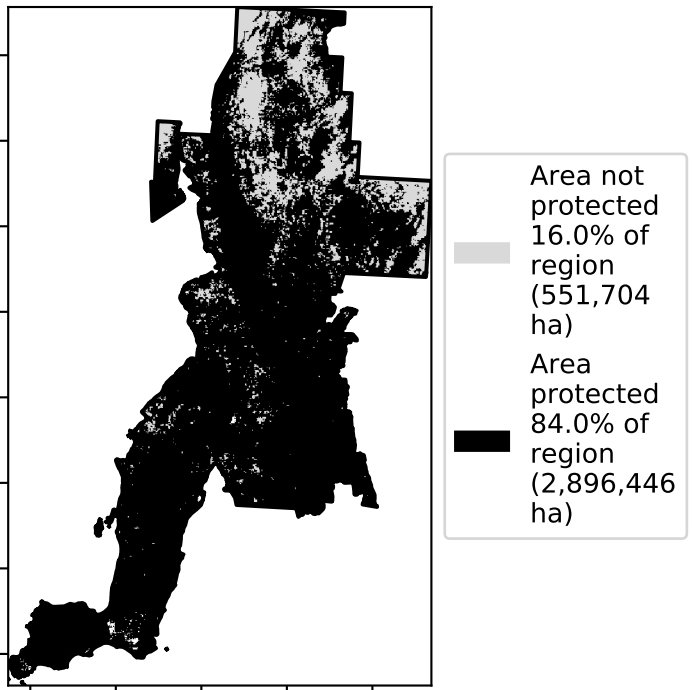 Area not
protected
16.0% of
region
(551,704
ha)
Area
protected
84.0% of
region
(2,896,446
ha)